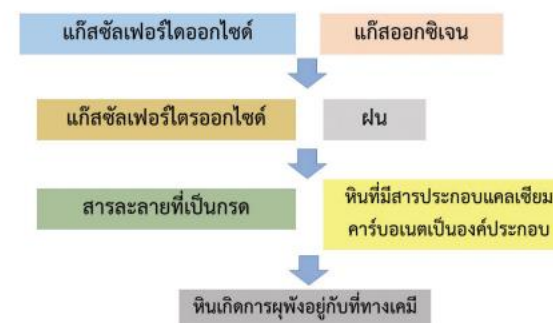 แก๊สซัลเฟอร์ไดออกไซด์
แก๊สออกซิเจน
แก๊สซัลเฟอร์ไตรออกไซด์
ฝน
สารละลายที่เป็นกรด
หินที่มีสารประกอบแคลเซียม
คาร์บอเนตเป็นองค์ประกอบ
หินเกิดการผุพังอยู่กับที่ทางเคมี